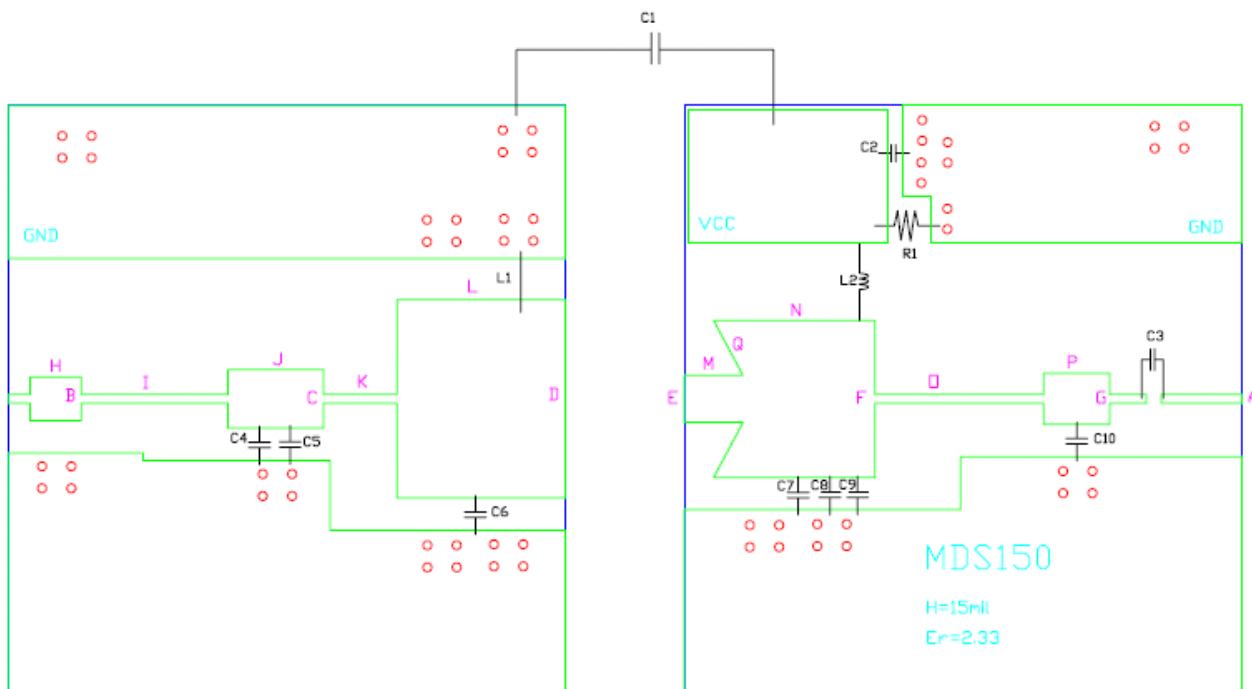 C1
C2
VCC
R1
GND
GND
L1
L2
L
N
Q
M
H
B
I
J
C
K
D
E
F
O
P
G
C3
A
C4
C5
C6
C7
C8
C9
C10
MDS150
H=15mil
Er=2.33